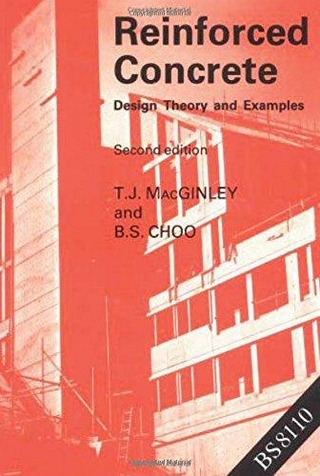 Reinforced
Concrete
Design Theory and Examples
Second edition
T.J. MACGINLEY
and
B.S. CHOO
BS8110